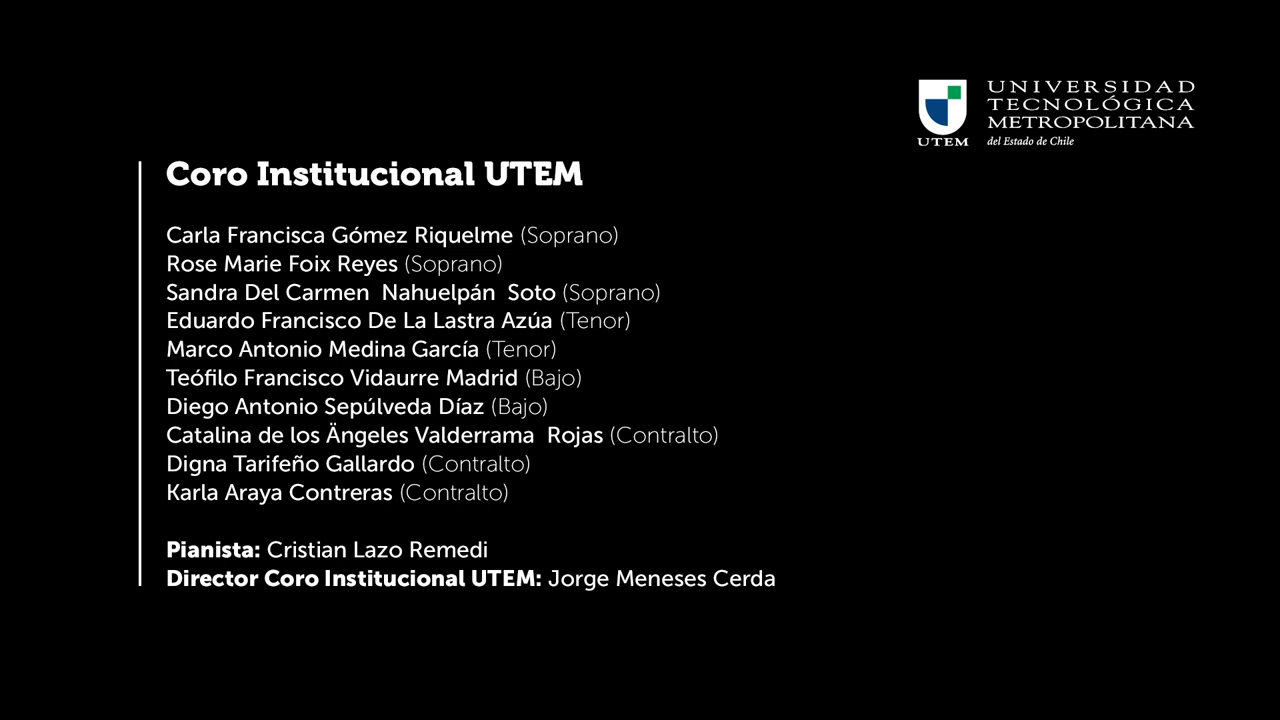 UNIVERSIDAD
TECNOLÓGICA
METROPOLITANA
del Estado de Chile
UTEM
Coro Institucional UTEM
Carla Francisca Gómez Riquelme (Soprano)
Rose Marie Foix Reyes (Soprano)
Sandra Del Carmen  Nahuelpán  Soto (Soprano)
Eduardo Francisco De La Lastra Azúa (Tenor)
Marco Antonio Medina García (Tenor)
Teófilo Francisco Vidaurre Madrid (Bajo)
Diego Antonio Sepúlveda Díaz (Bajo)
Catalina de los Ängeles Valderrama  Rojas (Contralto)
Digna Tarifeño Gallardo (Contralto)
Karla Araya Contreras (Contralto)
Pianista: Cristian Lazo Remedi
Director Coro Institucional UTEM: Jorge Meneses Cerda